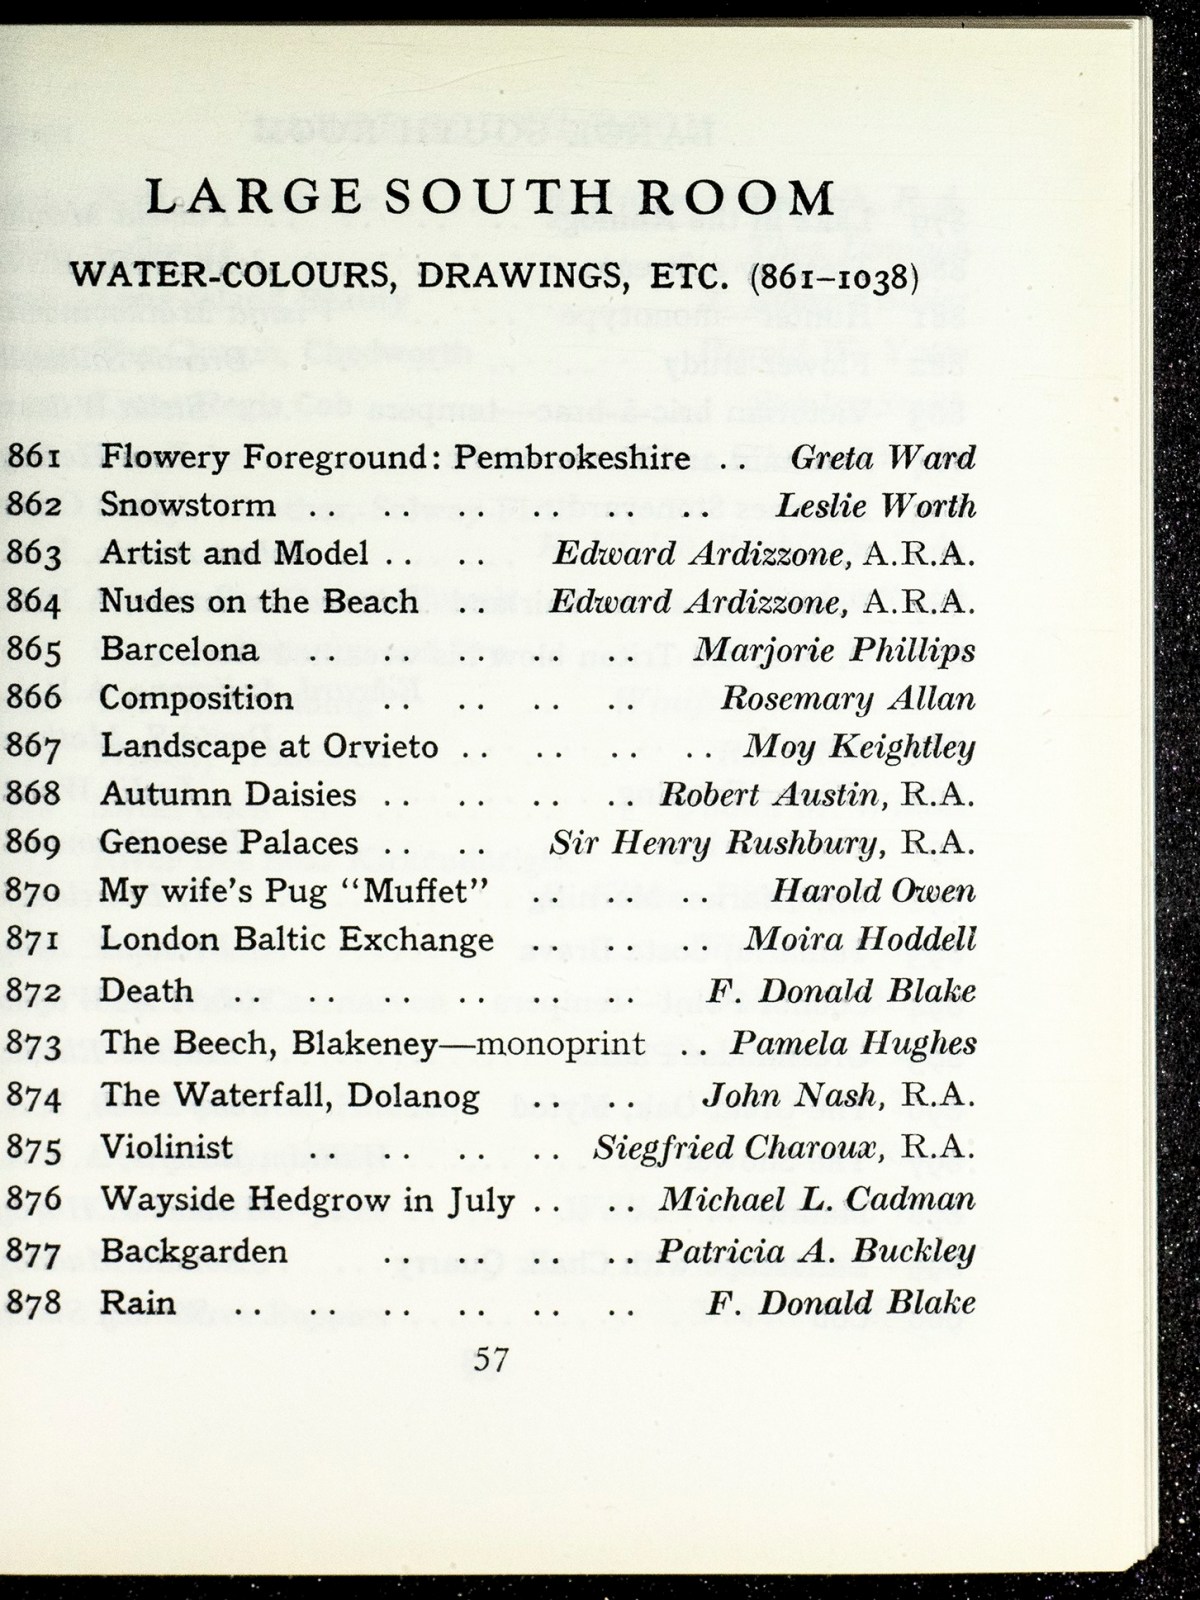 LARGE SOUTH ROOM
WATER-COLOURS, DRAWINGS, ETC. (861–1038)
861 Flowery Foreground: Pembrokeshire .. Greta Ward
862 Snowstorm .. .. .. .. .. .. Leslie Worth
863 Artist and Model .. .. Edward Ardizzone, A.R.A.
864 Nudes on the Beach .. Edward Ardizzone, A.R.A.
865 Barcelona .. .. .. .. .. Marjorie Phillips
866 Composition .. .. .. .. Rosemary Allan
867 Landscape at Orvieto .. .. .. .. Moy Keightley
868 Autumn Daisies .. .. .. .. Robert Austin, R.A.
869 Genoese Palaces .. .. Sir Henry Rushbury, R.A.
870 My wife's Pug “Muffet” .. .. .. Harold Owen
871 London Baltic Exchange .. .. .. Moira Hoddell
872 Death .. .. .. .. .. .. F. Donald Blake
873 The Beech, Blakeney—monoprint .. Pamela Hughes
874 The Waterfall, Dolanog .. .. John Nash, R.A.
875 Violinist .. .. .. .. Siegfried Charoux, R.A.
876 Wayside Hedgrow in July .. .. Michael L. Cadman
877 Backgarden .. .. .. .. Patricia A. Buckley
878 Rain .. .. .. .. .. .. F. Donald Blake
57